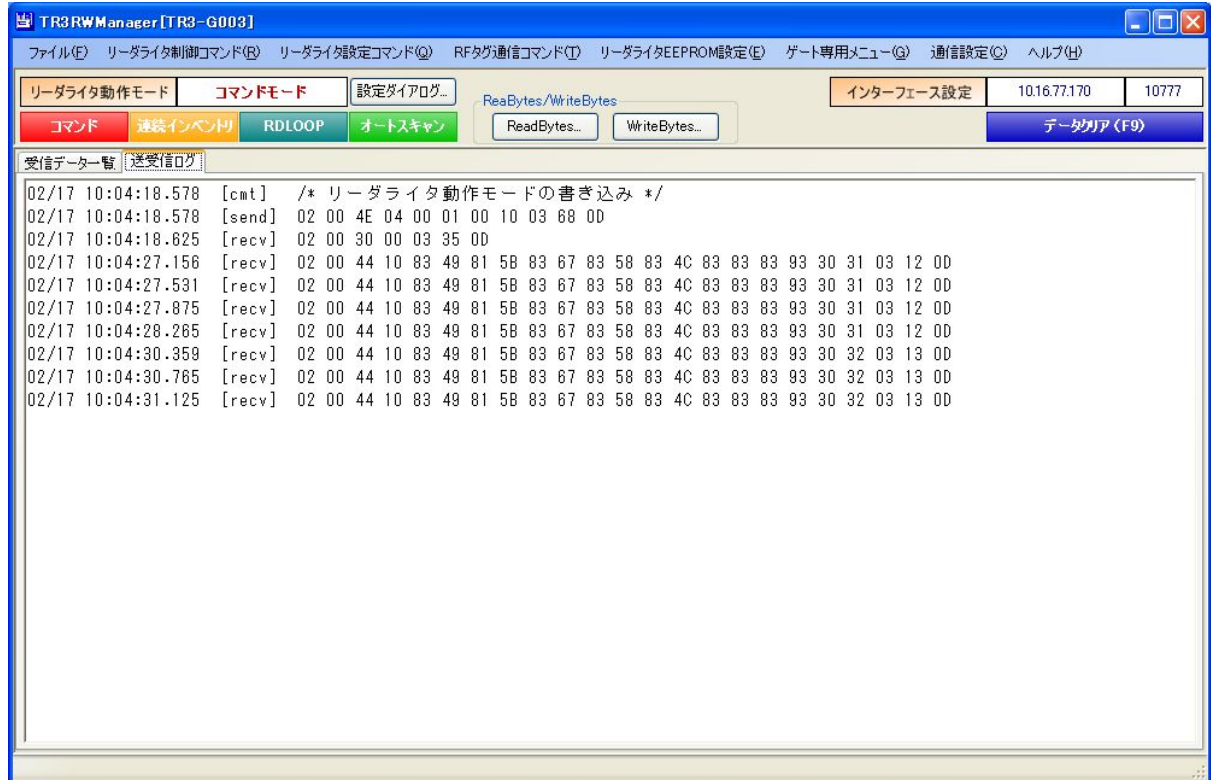 TR3RWManager[TR3-G003]
ファイル(F) リーダライタ制御コマンド(R) リーダライタ設定コマンド(Q) RFタグ通信コマンド(T) リーダライタEEPROM設定(E) ゲート専用メニュー(G) 通信設定(C) ヘルプ(H)
リーダライタ動作モード コマンドモード 設定ダイアログ... ReaBytes/WriteBytes インターフェース設定 10.16.77.170 10777
コマンド 連続インベントリ RDLOOP オートスキャン ReadBytes... WriteBytes... データクリア (F9)
受信データ一覧 送受信ログ
02/17 10:04:18.578 [cmt] /* リーダライタ動作モードの書き込み */
02/17 10:04:18.578 [send] 02 00 4E 04 00 01 00 10 03 68 0D
02/17 10:04:18.625 [recv] 02 00 30 00 03 35 0D
02/17 10:04:27.156 [recv] 02 00 44 10 83 49 81 5B 83 67 83 58 83 4C 83 83 83 93 30 31 03 12 0D
02/17 10:04:27.531 [recv] 02 00 44 10 83 49 81 5B 83 67 83 58 83 4C 83 83 83 93 30 31 03 12 0D
02/17 10:04:27.875 [recv] 02 00 44 10 83 49 81 5B 83 67 83 58 83 4C 83 83 83 93 30 31 03 12 0D
02/17 10:04:28.265 [recv] 02 00 44 10 83 49 81 5B 83 67 83 58 83 4C 83 83 83 93 30 31 03 12 0D
02/17 10:04:30.359 [recv] 02 00 44 10 83 49 81 5B 83 67 83 58 83 4C 83 83 83 93 30 32 03 13 0D
02/17 10:04:30.765 [recv] 02 00 44 10 83 49 81 5B 83 67 83 58 83 4C 83 83 83 93 30 32 03 13 0D
02/17 10:04:31.125 [recv] 02 00 44 10 83 49 81 5B 83 67 83 58 83 4C 83 83 83 93 30 32 03 13 0D